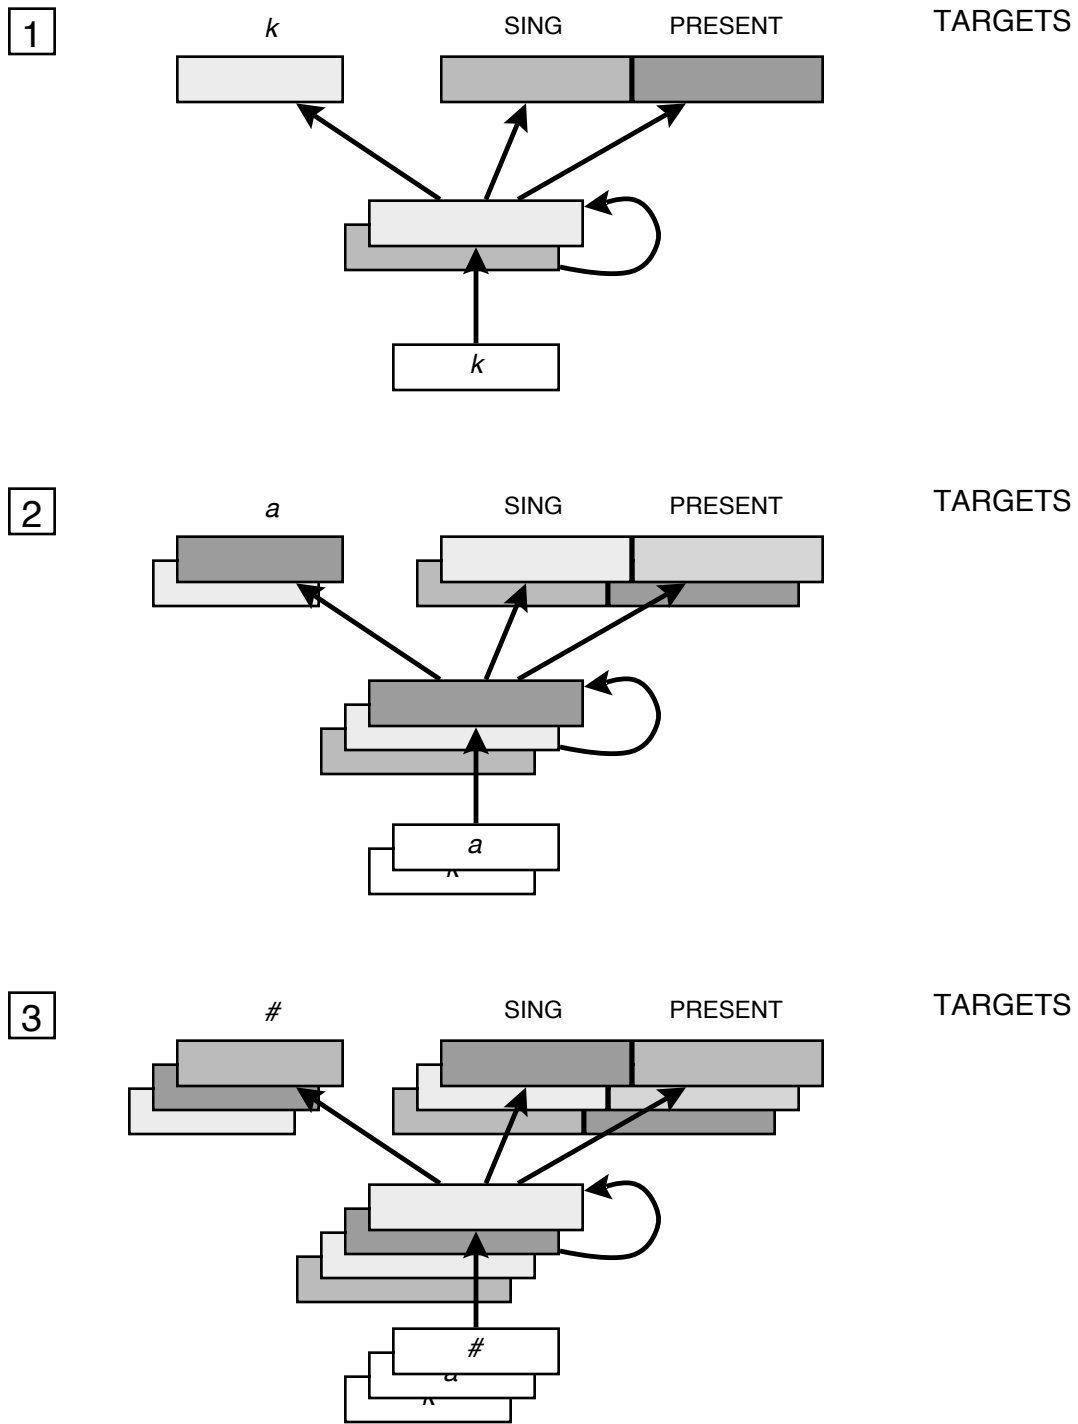 1 k SING PRESENT TARGETS
k
2 a SING PRESENT TARGETS
a
3 # SING PRESENT TARGETS
#